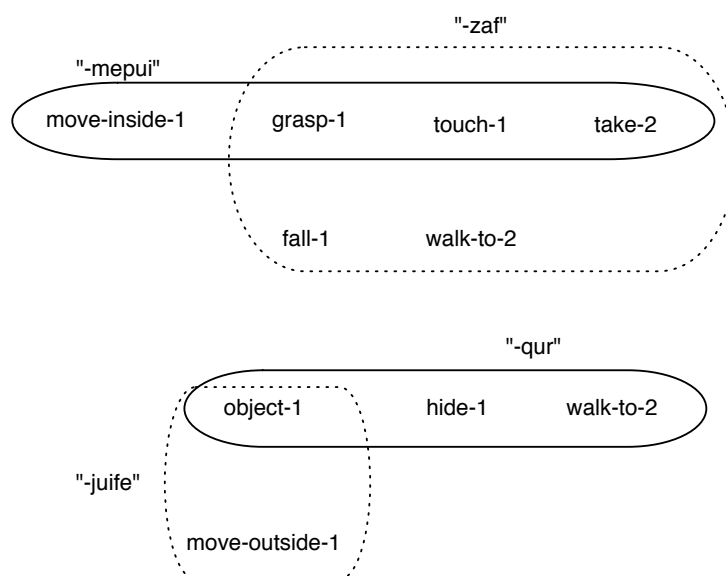 "-zaf"
"-mepui"
move-inside-1 grasp-1 touch-1 take-2
fall-1 walk-to-2
"-qur"
object-1 hide-1 walk-to-2
"-juife"
move-outside-1